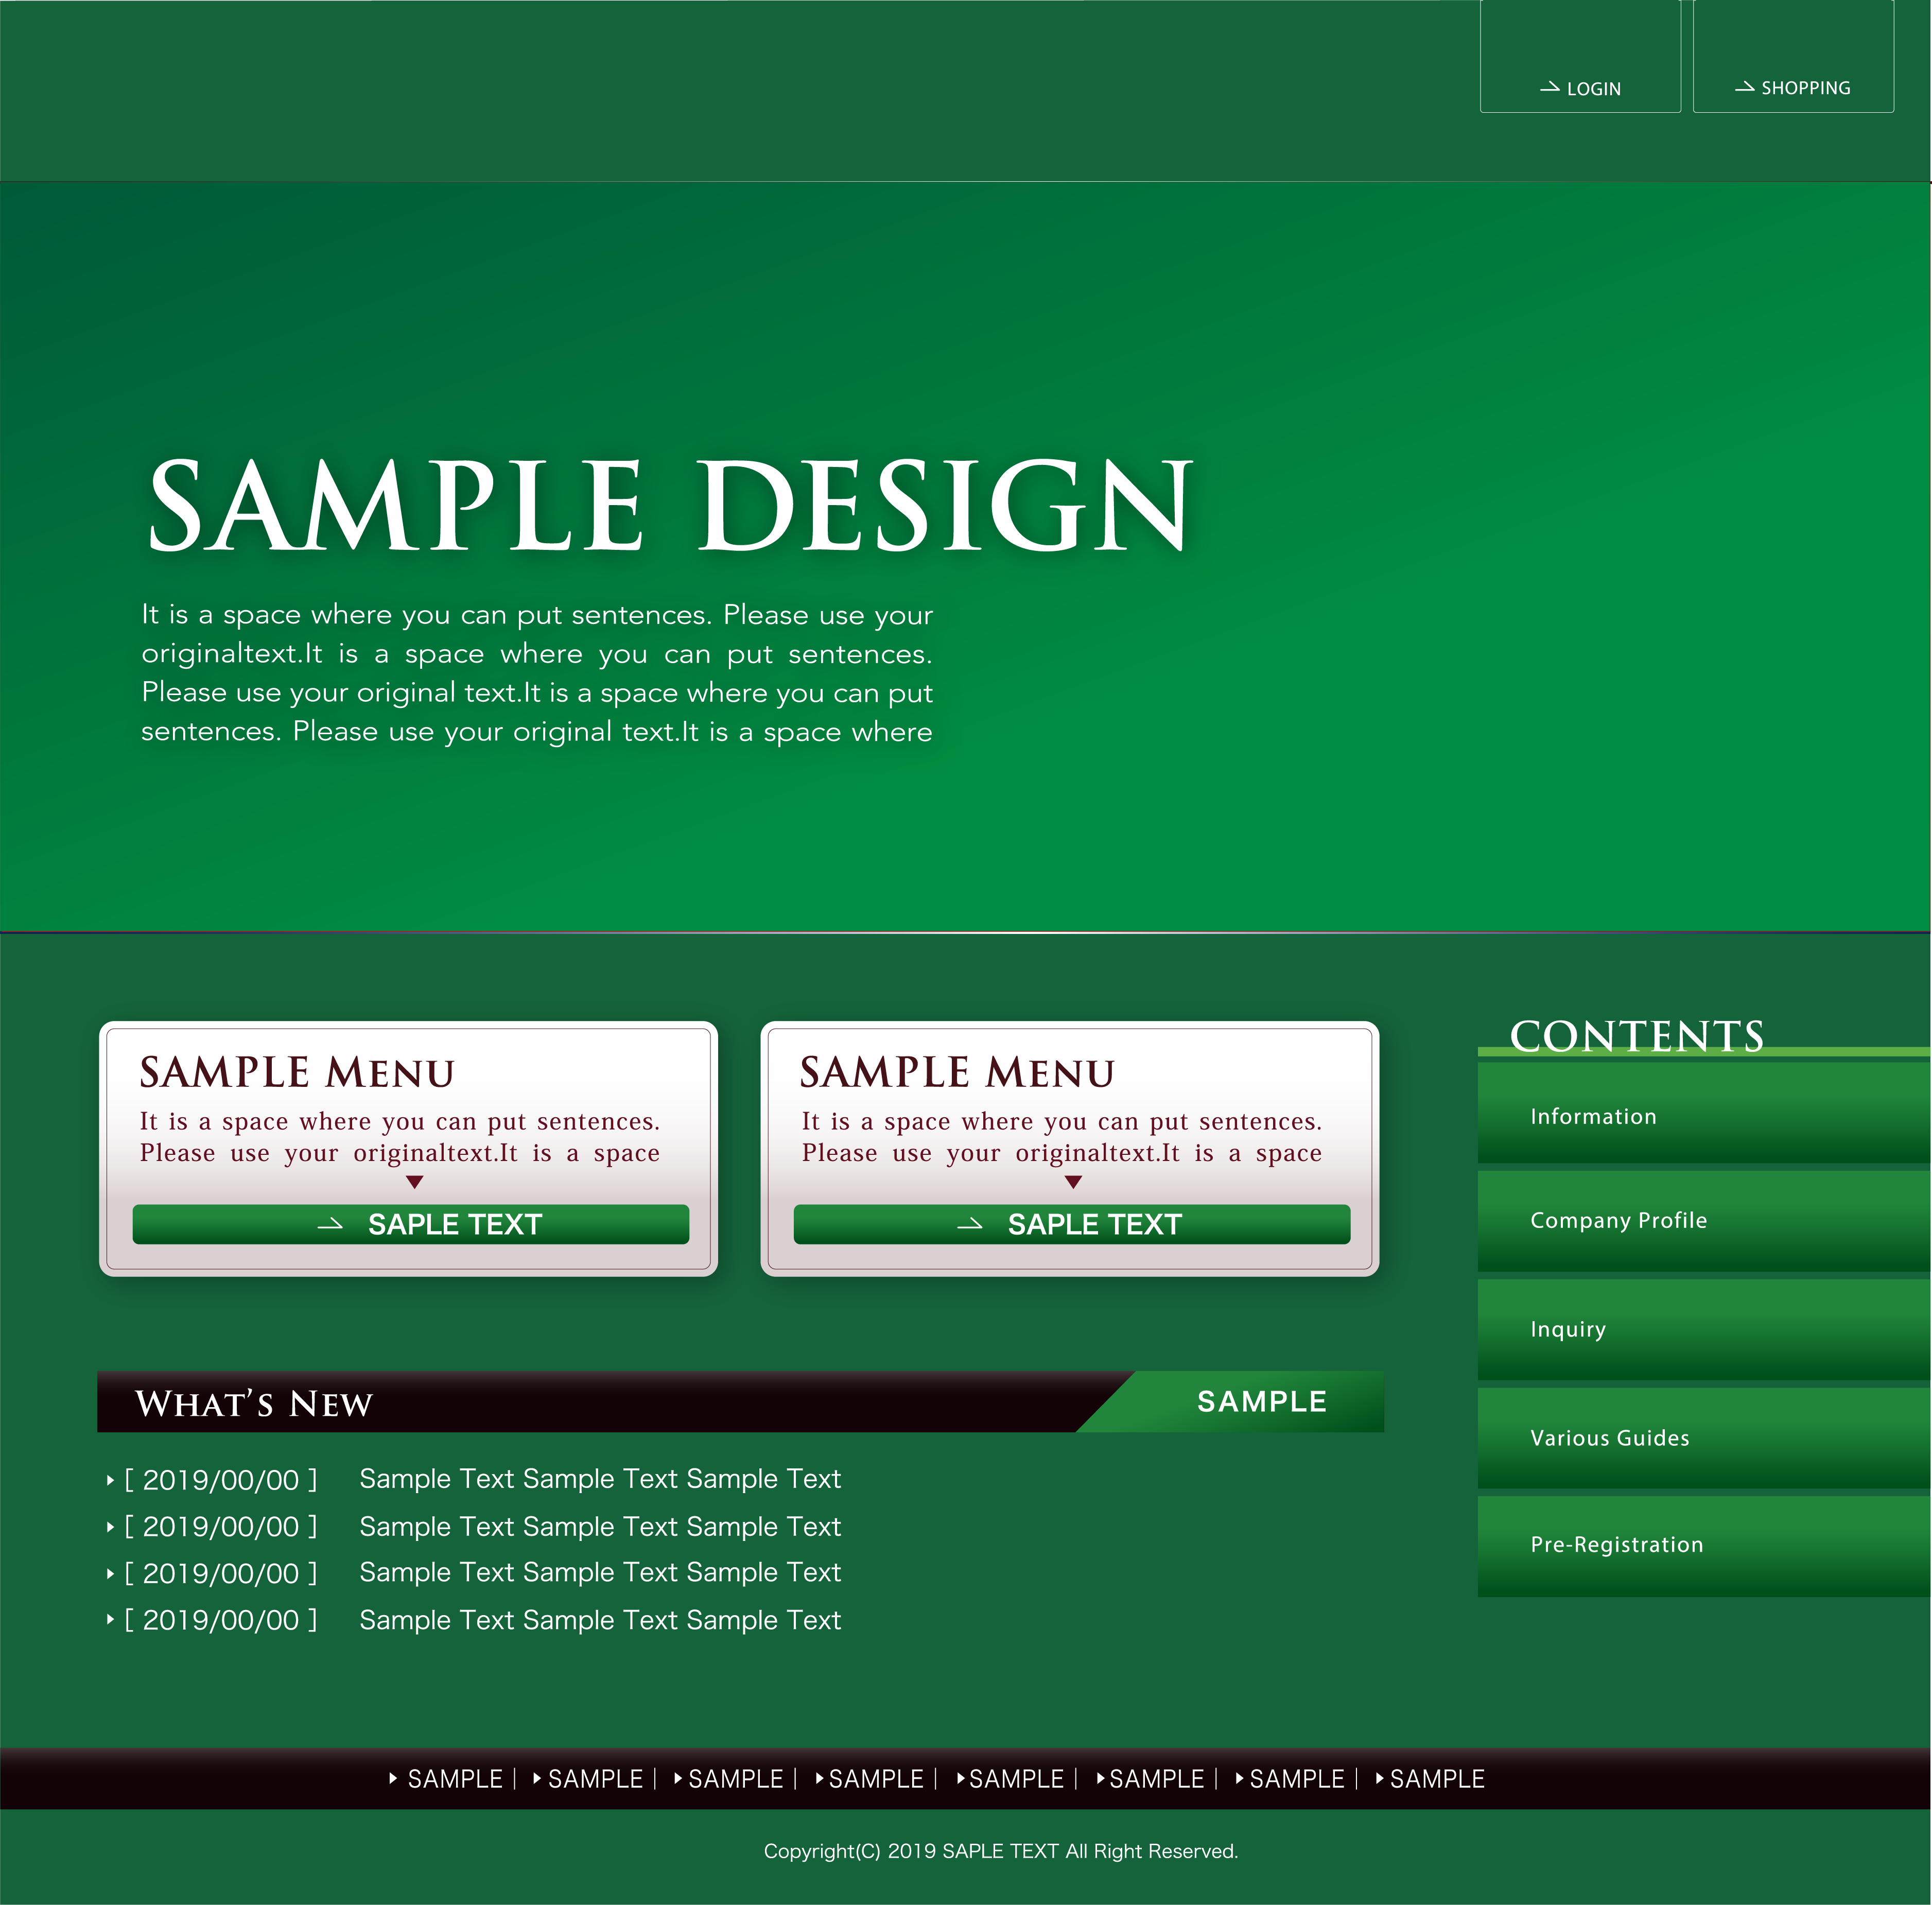 LOGIN
SHOPPING
SAMPLE DESIGN
It is a space where you can put sentences. Please use your
originaltext.It is a space where you can put sentences.
Please use your original text.It is a space where you can put
sentences. Please use your original text.It is a space where
SAMPLE MENU
It is a space where you can put sentences.
Please use your originaltext.It is a space
SAPLE TEXT
SAMPLE MENU
It is a space where you can put sentences.
Please use your originaltext.It is a space
SAPLE TEXT
CONTENTS
Information
Company Profile
Inquiry
Various Guides
Pre-Registration
WHAT’S NEW
SAMPLE
[ 2019/00/00 ] Sample Text Sample Text Sample Text
[ 2019/00/00 ] Sample Text Sample Text Sample Text
[ 2019/00/00 ] Sample Text Sample Text Sample Text
[ 2019/00/00 ] Sample Text Sample Text Sample Text
SAMPLE | SAMPLE | SAMPLE | SAMPLE | SAMPLE | SAMPLE | SAMPLE | SAMPLE
Copyright(C) 2019 SAPLE TEXT All Right Reserved.